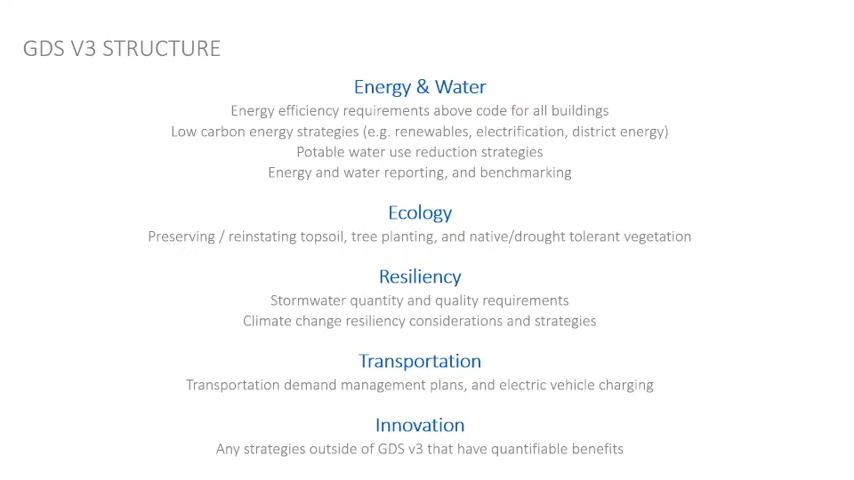 GDS V3 STRUCTURE
Energy & Water
Energy efficiency requirements above code for all buildings
Low carbon energy strategies (e.g. renewables, electrification, district energy)
Potable water use reduction strategies
Energy and water reporting, and benchmarking
Ecology
Preserving / reinstating topsoil, tree planting, and native/drought tolerant vegetation
Resiliency
Stormwater quantity and quality requirements
Climate change resiliency considerations and strategies
Transportation
Transportation demand management plans, and electric vehicle charging
Innovation
Any strategies outside of GDS v3 that have quantifiable benefits